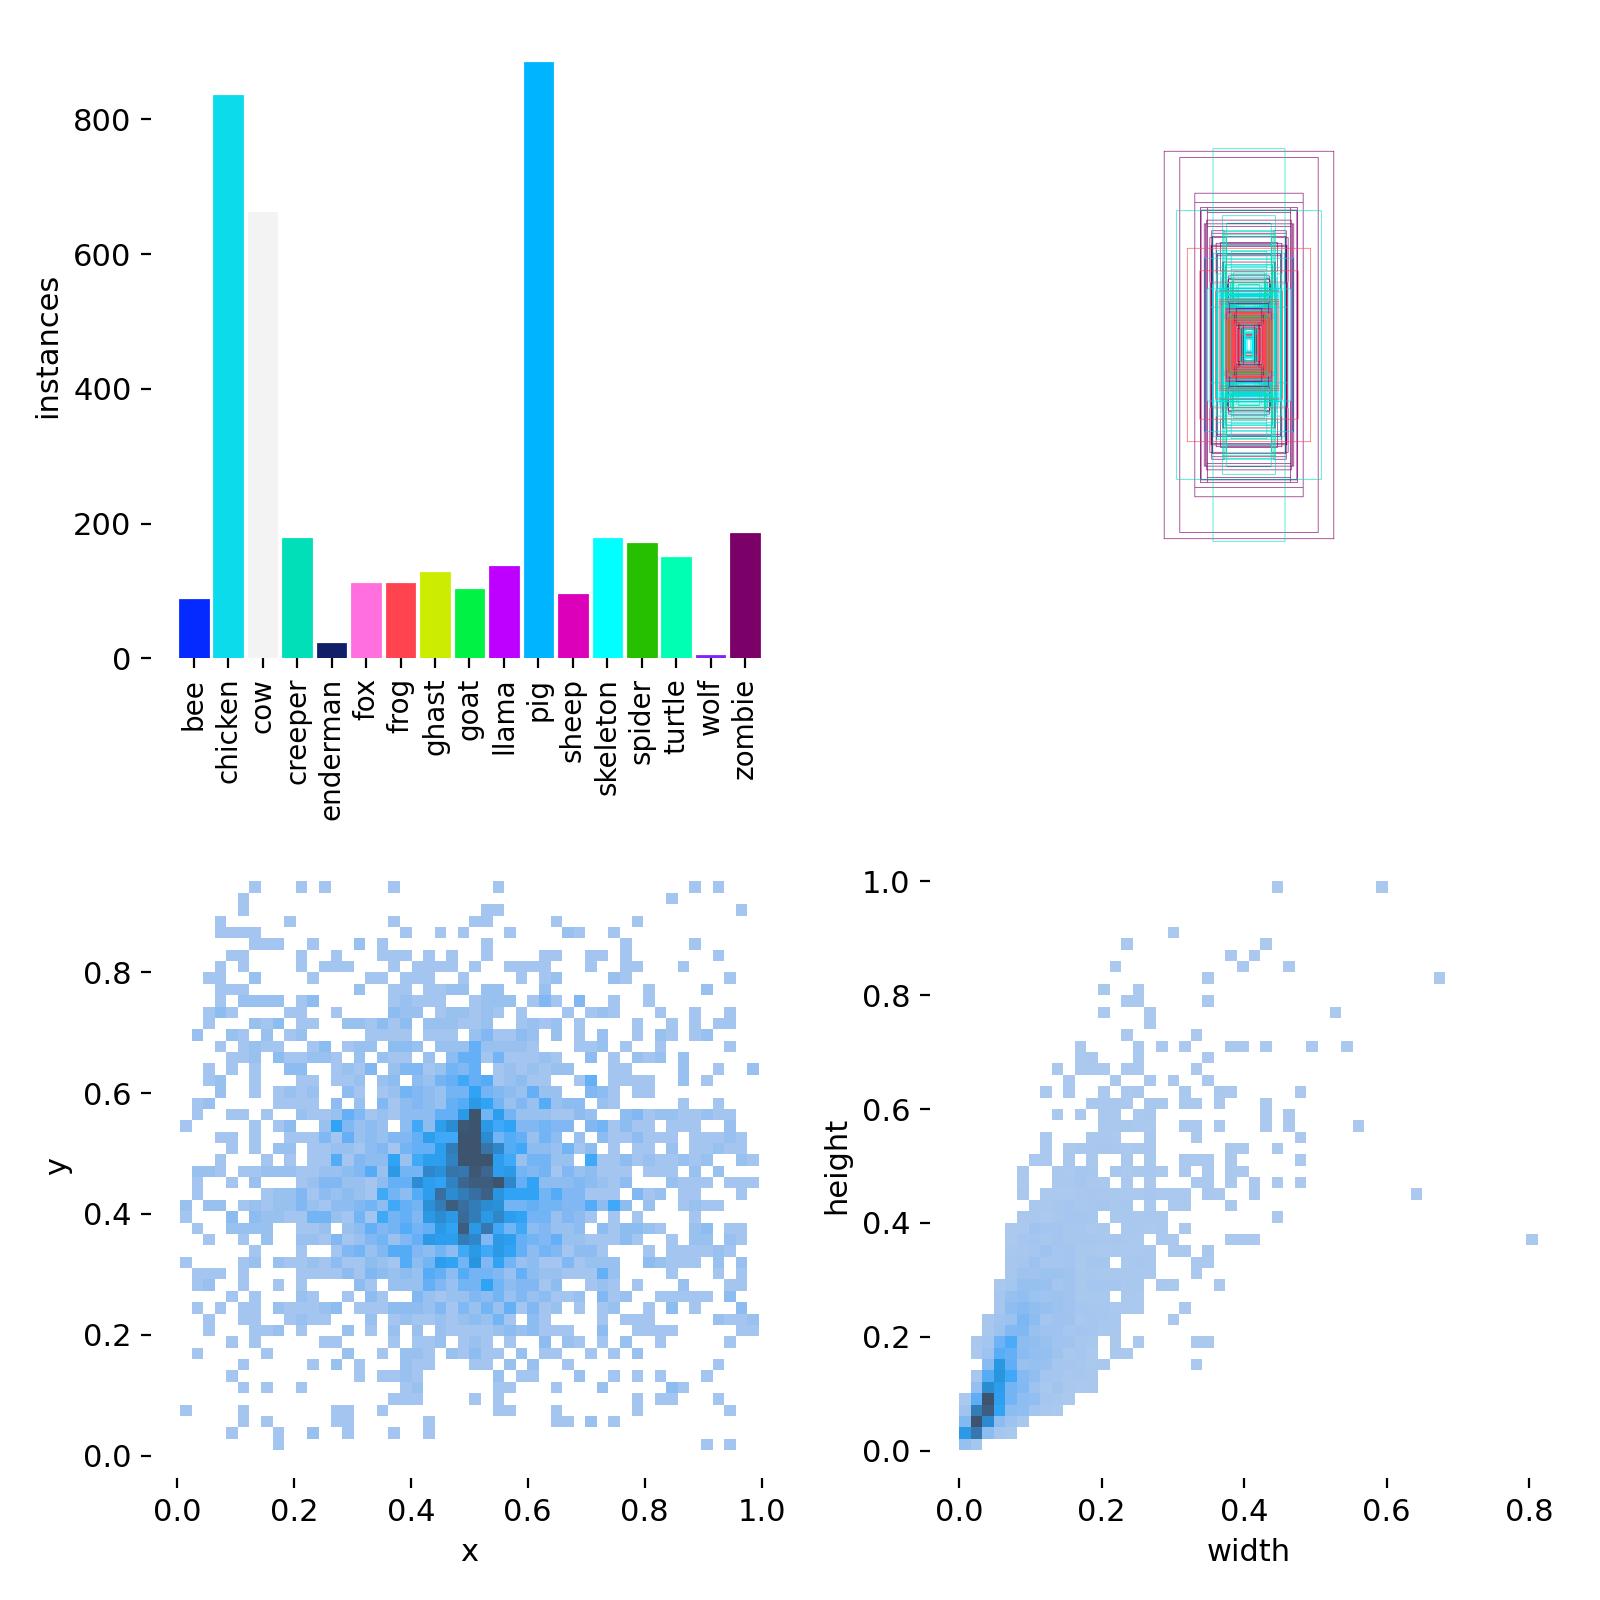 800
600
400
200
0
instances
bee
chicken
cow
creeper
enderman
fox
frog
ghast
goat
llama
pig
sheep
skeleton
spider
turtle
wolf
zombie
0.8
0.6
0.4
0.2
0.0
y
0.0 0.2 0.4 0.6 0.8 1.0
x
1.0
0.8
0.6
0.4
0.2
0.0
height
0.0 0.2 0.4 0.6 0.8
width